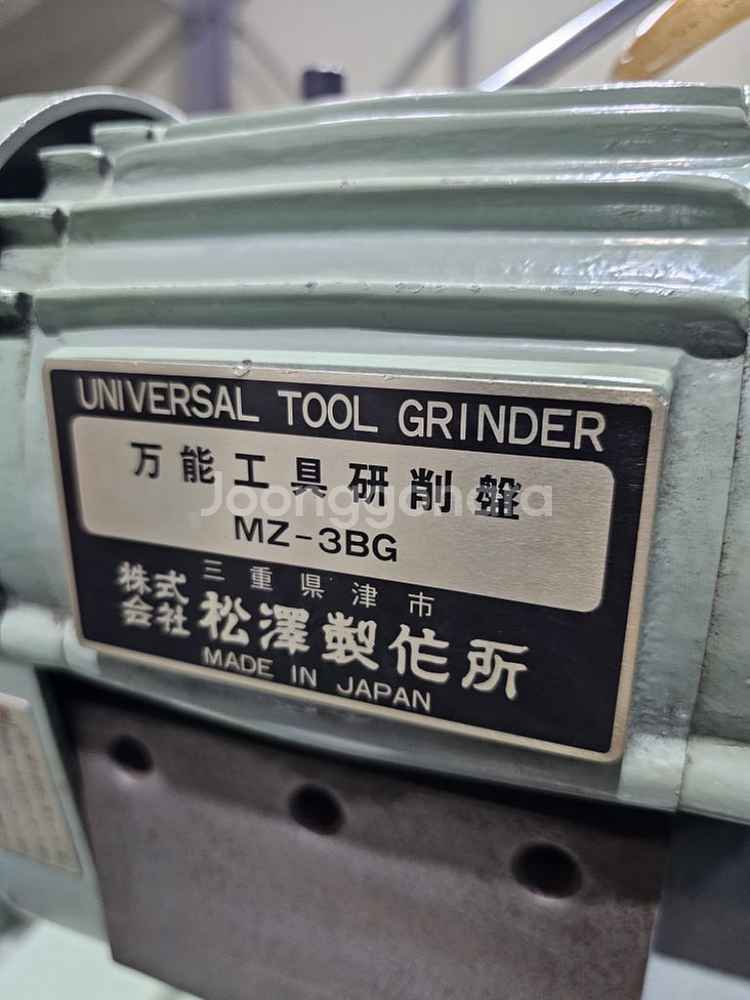 UNIVERSAL TOOL GRINDER
万能工具研削盤
Joonggonara
MZ-3BG
三重県津市
株式会社 松澤製作所
MADE IN JAPAN